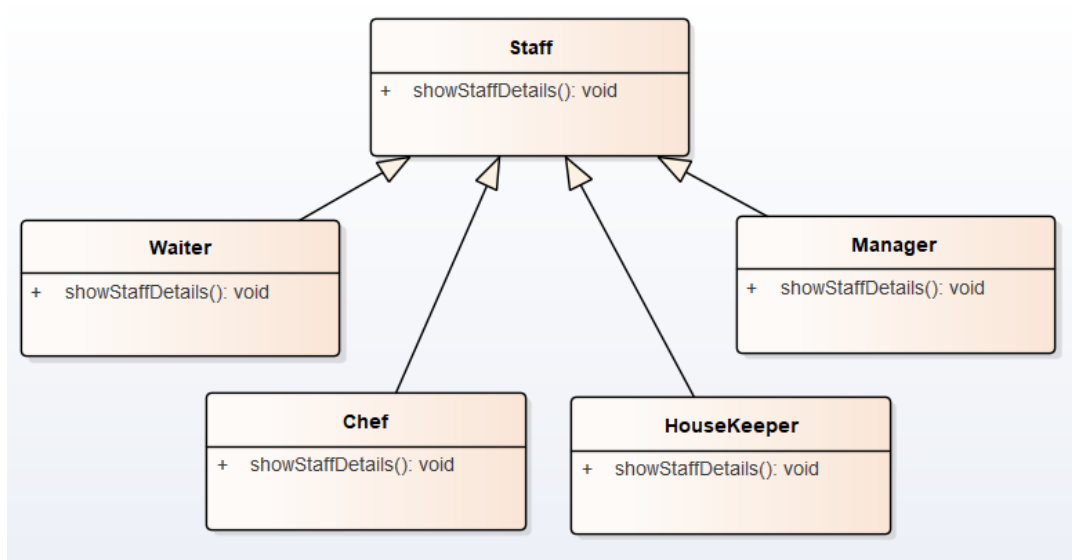 Staff
+ showStaffDetails(): void
Waiter
+ showStaffDetails(): void
Manager
+ showStaffDetails(): void
Chef
+ showStaffDetails(): void
HouseKeeper
+ showStaffDetails(): void